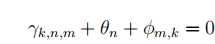 γ_{k,n,m} + θ_n + ϕ_{m,k} = 0